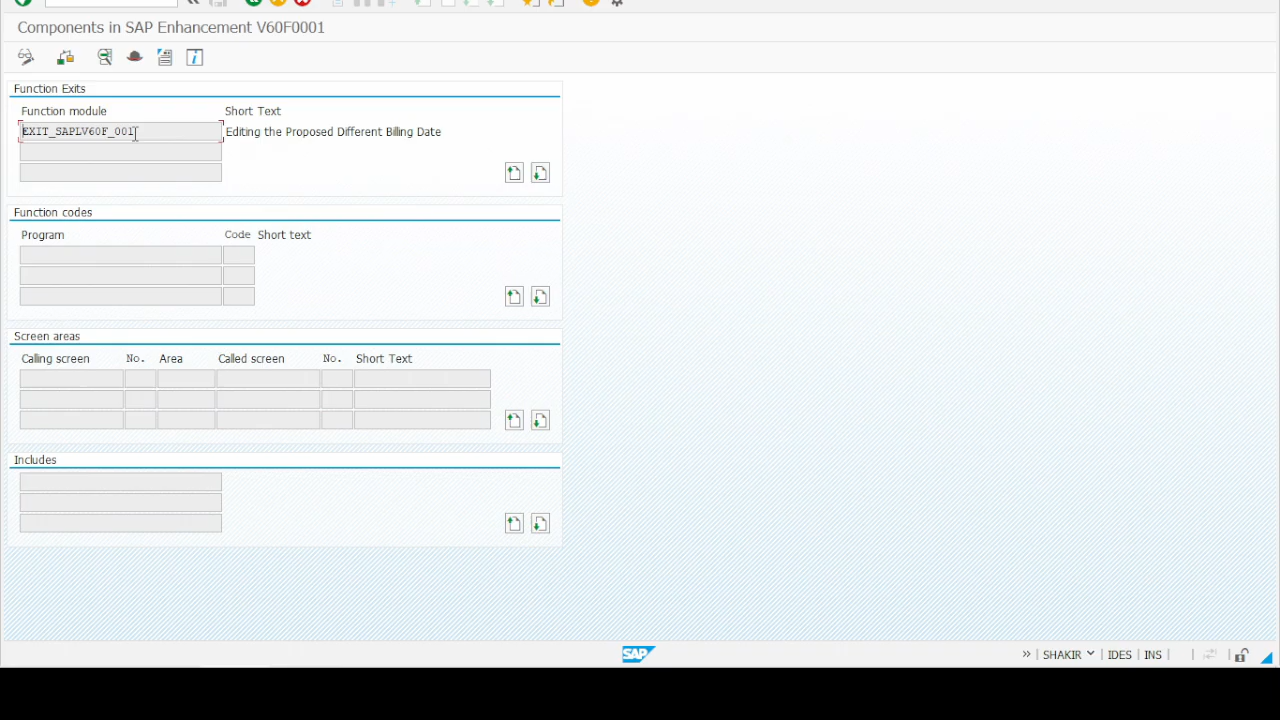 Components in SAP Enhancement V60F0001
Function Exits
Function module Short Text
EXIT_SAPLV60F_001 Editing the Proposed Different Billing Date
Function codes
Program Code Short text
Screen areas
Calling screen No. Area Called screen No. Short Text
Includes
SAP
SHAKIR IDES INS